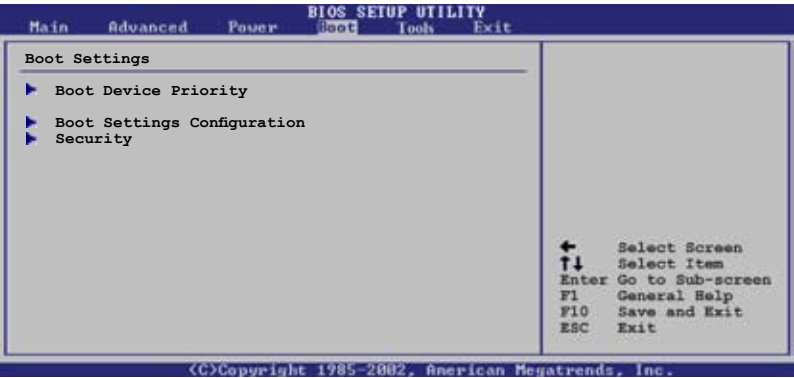 BIOS SETUP UTILITY
Main Advanced Power Boot Tools Exit
Boot Settings
Boot Device Priority
Boot Settings Configuration
Security
← Select Screen
↑↓ Select Item
Enter Go to Sub-screen
F1 General Help
F10 Save and Exit
ESC Exit
(C)Copyright 1985-2002, American Megatrends, Inc.